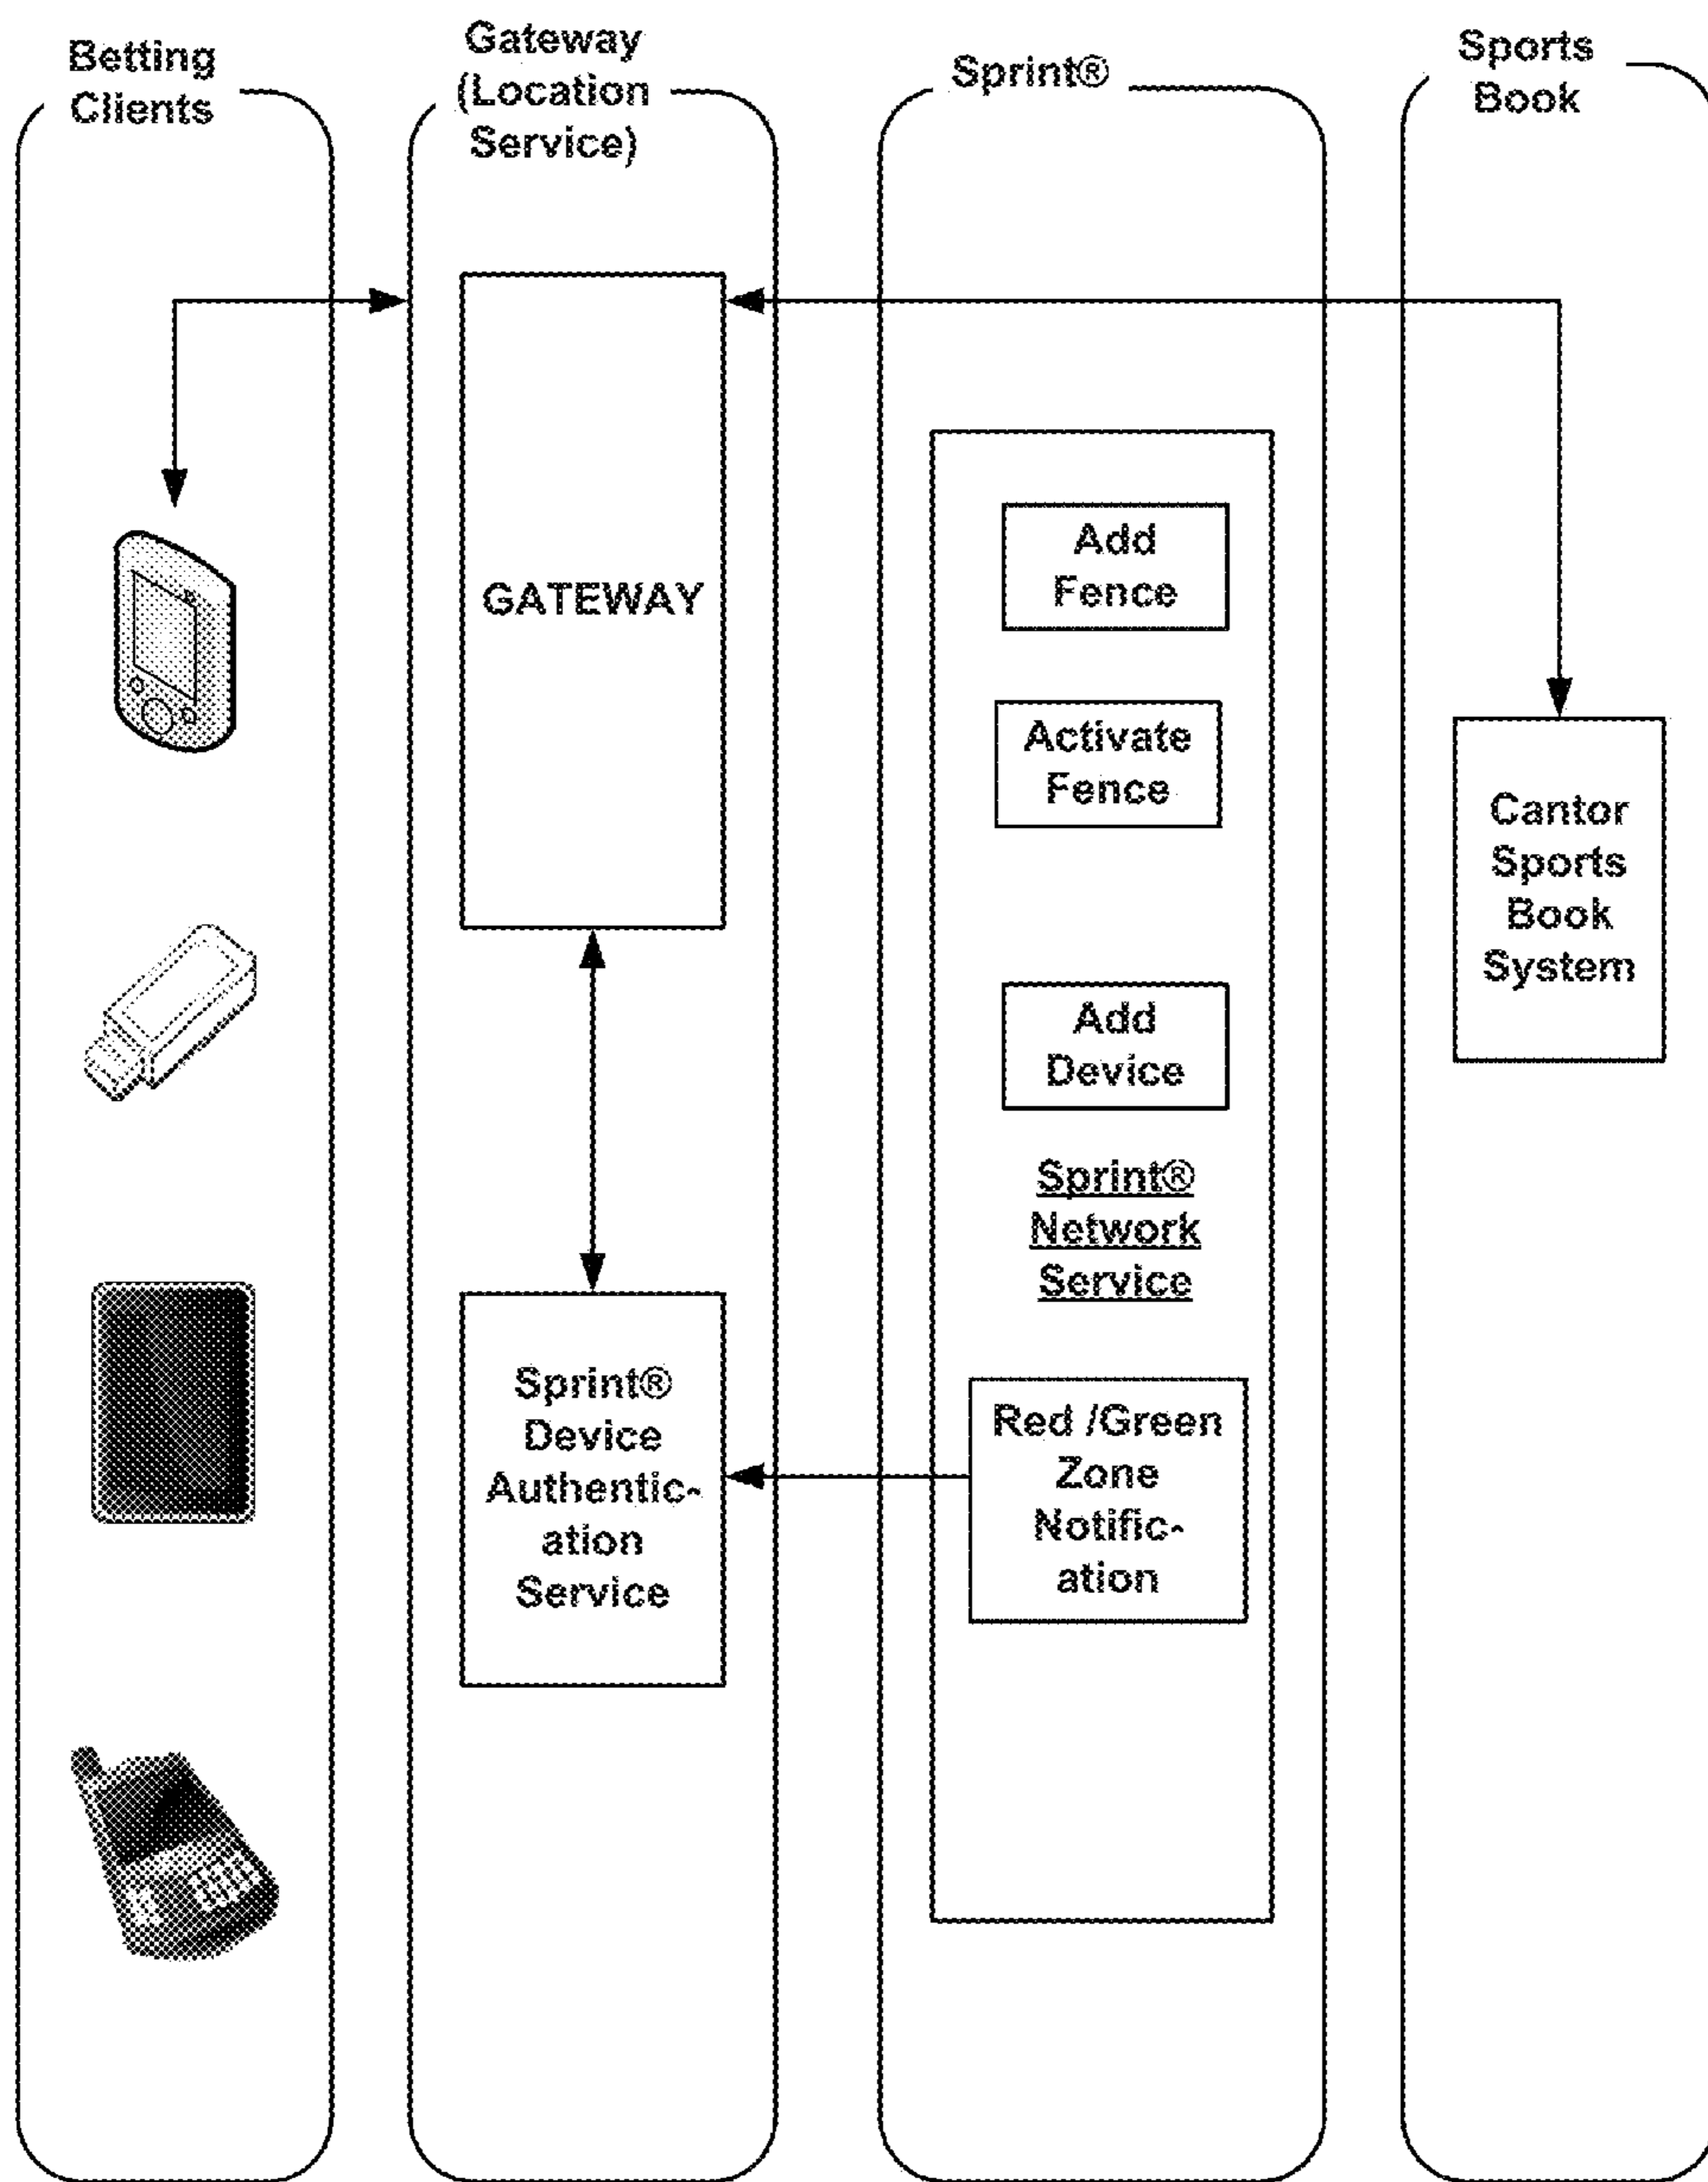 Betting
Clients
Gateway
(Location
Service)
Sprint®
Sports
Book
GATEWAY
Add
Fence
Activate
Fence
Add
Device
Sprint®
Network
Service
Red /Green
Zone
Notific-
ation
Sprint®
Device
Authentic-
ation
Service
Cantor
Sports
Book
System